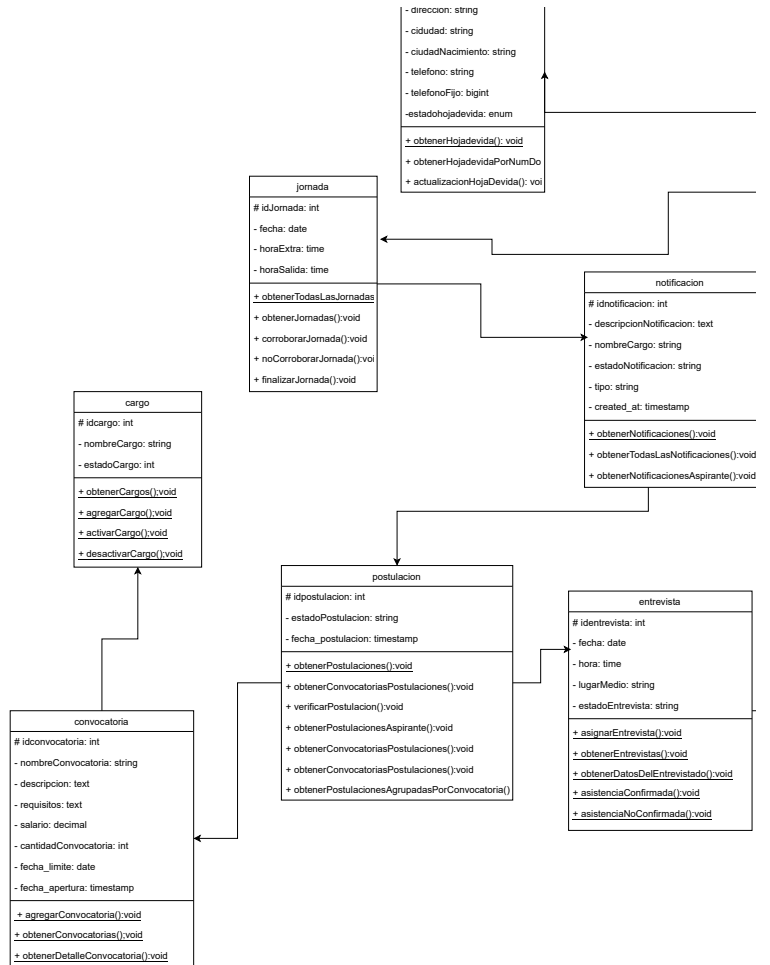 - direccion: string
- cidudad: string
- ciudadNacimiento: string
- telefono: string
- telefonoFijo: bigint
-estadohojadevida: enum
+ obtenerHojadevida(): void
+ obtenerHojadevidaPorNumDo
+ actualizacionHojaDevida(): voi
jornada
# idJornada: int
- fecha: date
- horaExtra: time
- horaSalida: time
+ obtenerTodasLasJornadas
+ obtenerJornadas():void
+ corroborarJornada():void
+ noCorroborarJornada():voi
+ finalizarJornada():void
notificacion
# idnotificacion: int
- descripcionNotificacion: text
- nombreCargo: string
- estadoNotificacion: string
- tipo: string
- created_at: timestamp
+ obtenerNotificaciones():void
+ obtenerTodasLasNotificaciones():void
+ obtenerNotificacionesAspirante():void
cargo
# idcargo: int
- nombreCargo: string
- estadoCargo: int
+ obtenerCargos();void
+ agregarCargo();void
+ activarCargo();void
+ desactivarCargo();void
postulacion
# idpostulacion: int
- estadoPostulacion: string
- fecha_postulacion: timestamp
+ obtenerPostulaciones():void
+ obtenerConvocatoriasPostulaciones():void
+ verificarPostulacion():void
+ obtenerPostulacionesAspirante():void
+ obtenerConvocatoriasPostulaciones():void
+ obtenerConvocatoriasPostulaciones():void
+ obtenerPostulacionesAgrupadasPorConvocatoria()
entrevista
# identrevista: int
- fecha: date
- hora: time
- lugarMedio: string
- estadoEntrevista: string
+ asignarEntrevista():void
+ obtenerEntrevistas():void
+ obtenerDatosDelEntrevistado():void
+ asistenciaConfirmada():void
+ asistenciaNoConfirmada():void
convocatoria
# idconvocatoria: int
- nombreConvocatoria: string
- descripcion: text
- requisitos: text
- salario: decimal
- cantidadConvocatoria: int
- fecha_limite: date
- fecha_apertura: timestamp
+ agregarConvocatoria():void
+ obtenerConvocatorias();void
+ obtenerDetalleConvocatoria():void